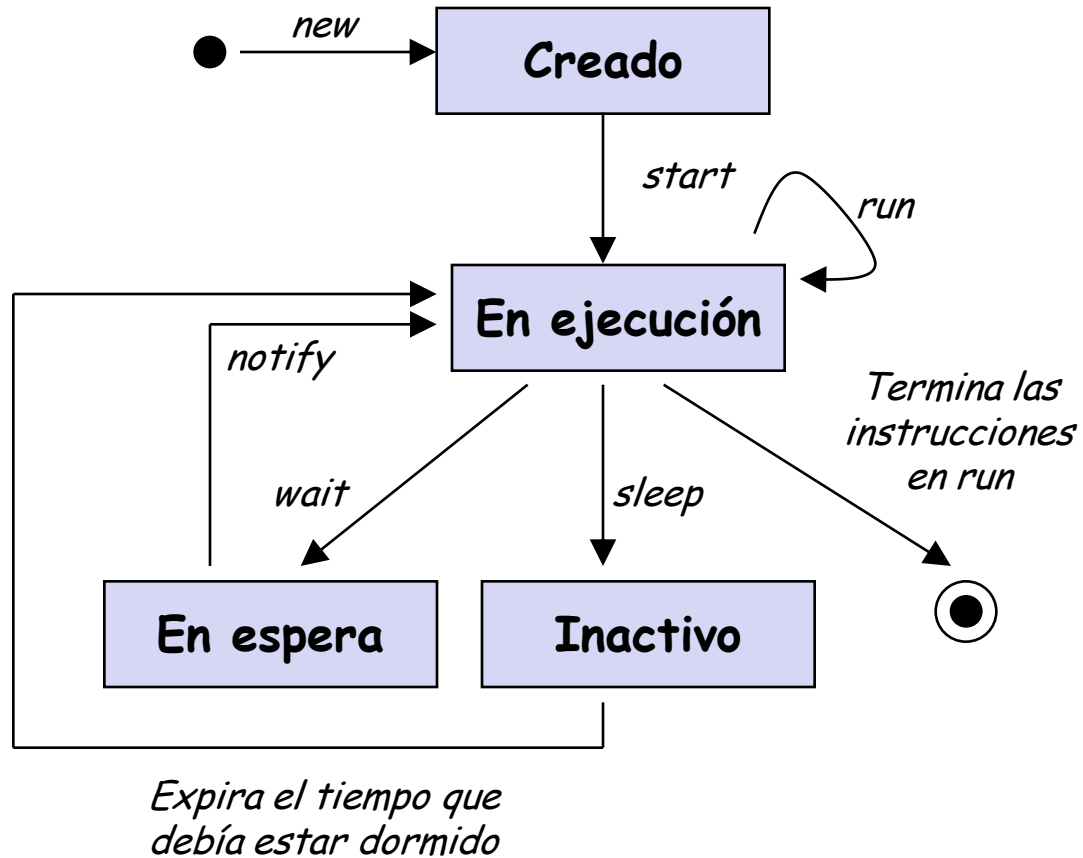 new
Creado
start
run
En ejecución
notify
Termina las
instrucciones
en run
wait
sleep
En espera
Inactivo
Expira el tiempo que
debía estar dormido